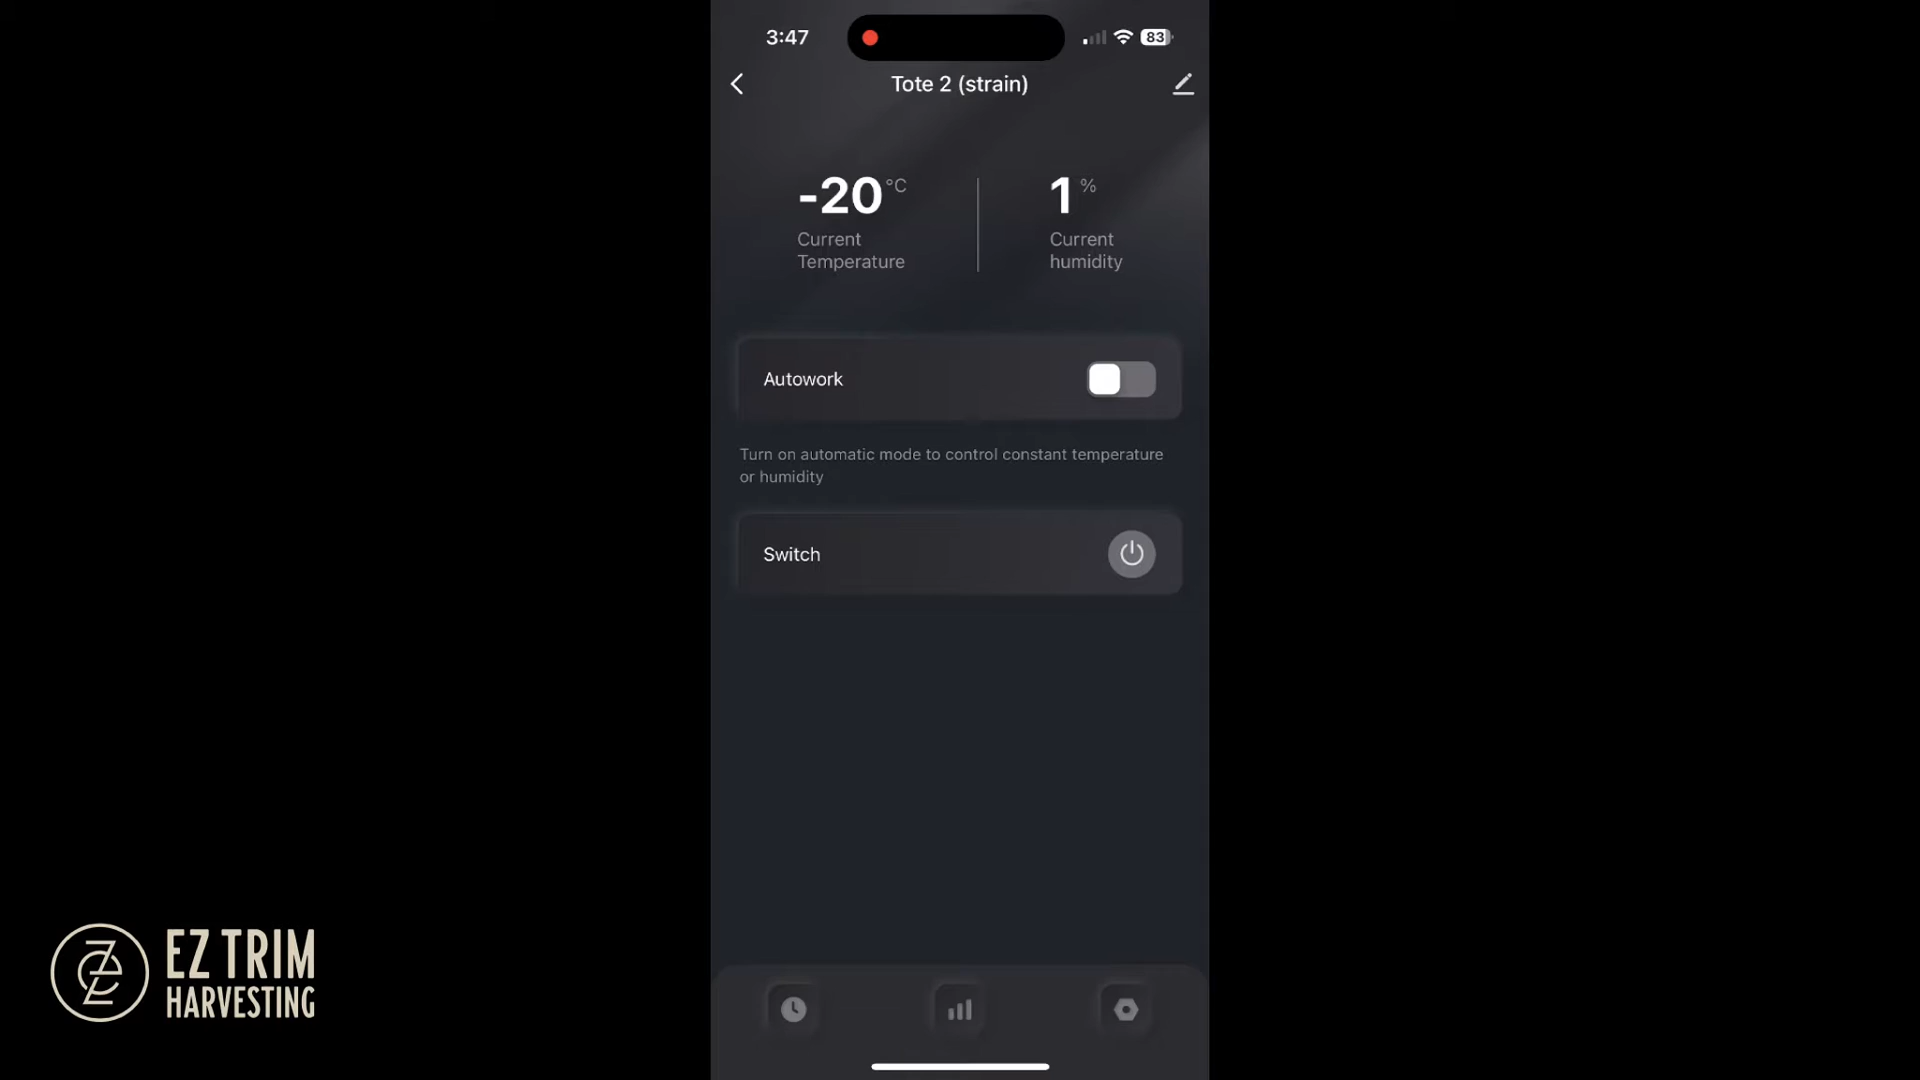 3:47
83
Tote 2 (strain)
-20 °C
Current
Temperature
1 %
Current
humidity
Autowork
Turn on automatic mode to control constant temperature
or humidity
Switch
EZ TRIM
HARVESTING